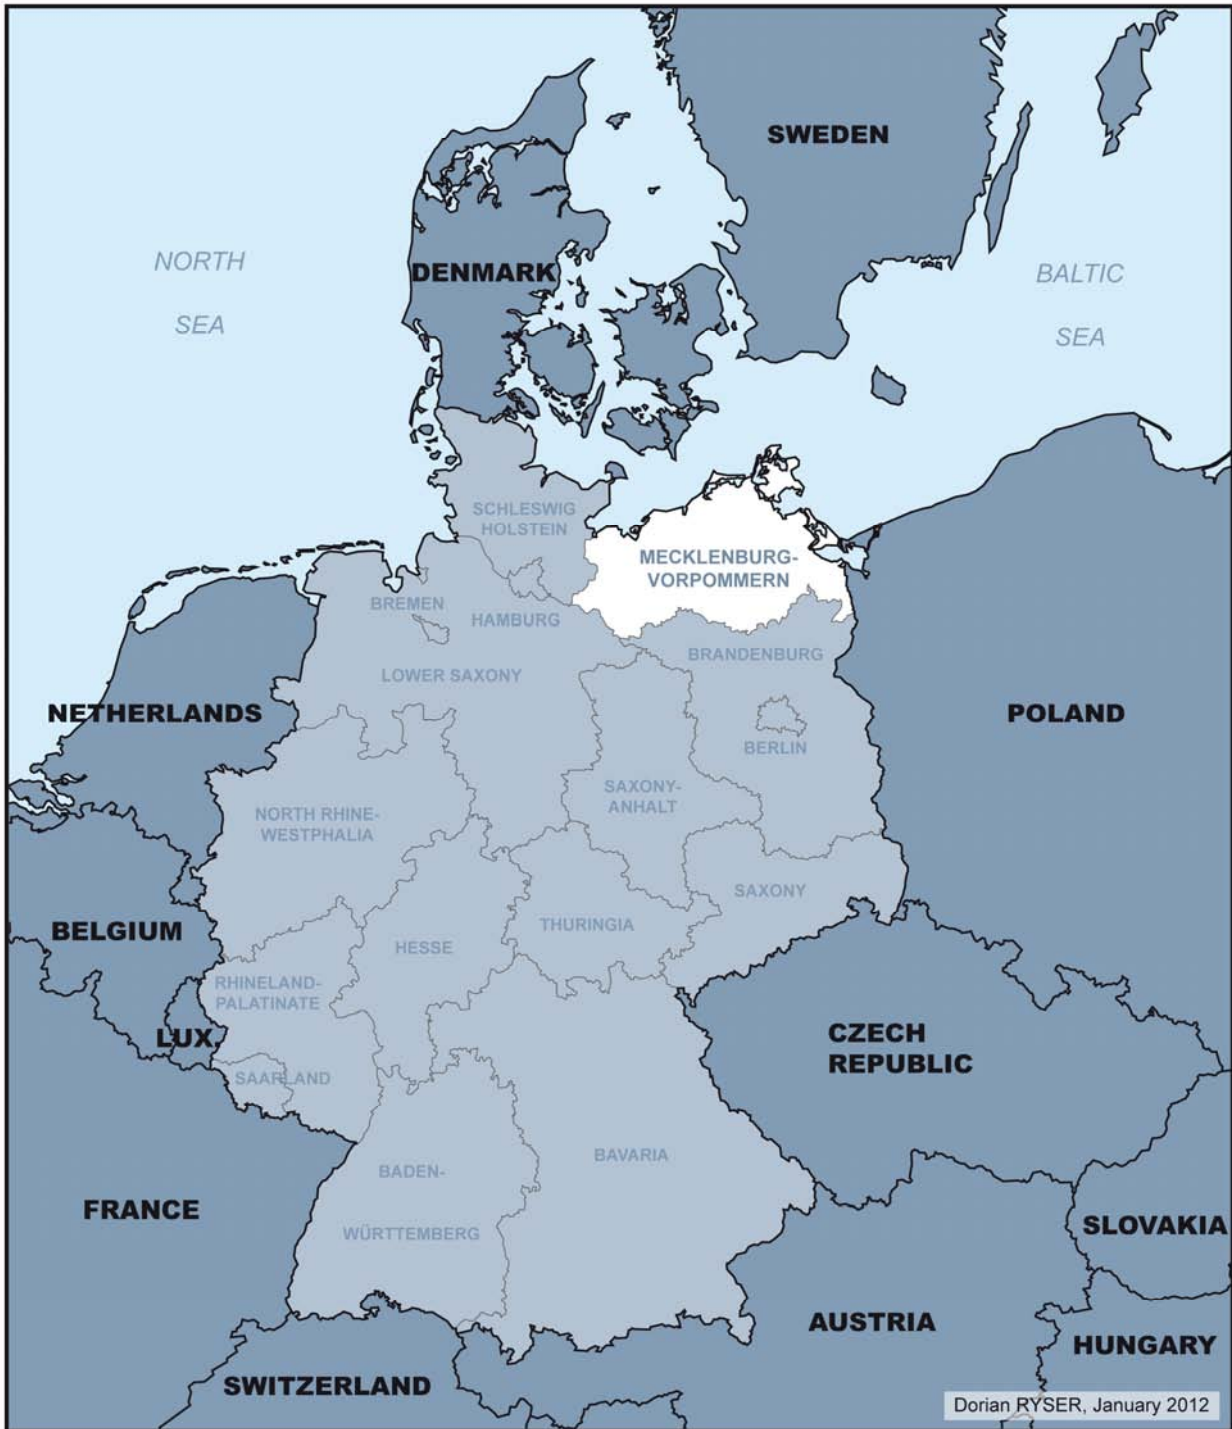 SWEDEN
NORTH
SEA
DENMARK
BALTIC
SEA
SCHLESWIG
HOLSTEIN
MECKLENBURG-
VORPOMMERN
BREMEN
HAMBURG
LOWER SAXONY
BRANDENBURG
NETHERLANDS
POLAND
BERLIN
SAXONY-
ANHALT
NORTH RHINE-
WESTPHALIA
SAXONY
BELGIUM
THURINGIA
HESSE
RHINELAND-
PALATINATE
LUX.
CZECH
REPUBLIC
SAARLAND
BAVARIA
BADEN-
WÜRTTEMBERG
FRANCE
SLOVAKIA
AUSTRIA
HUNGARY
SWITZERLAND
Dorian RYSER, January 2012